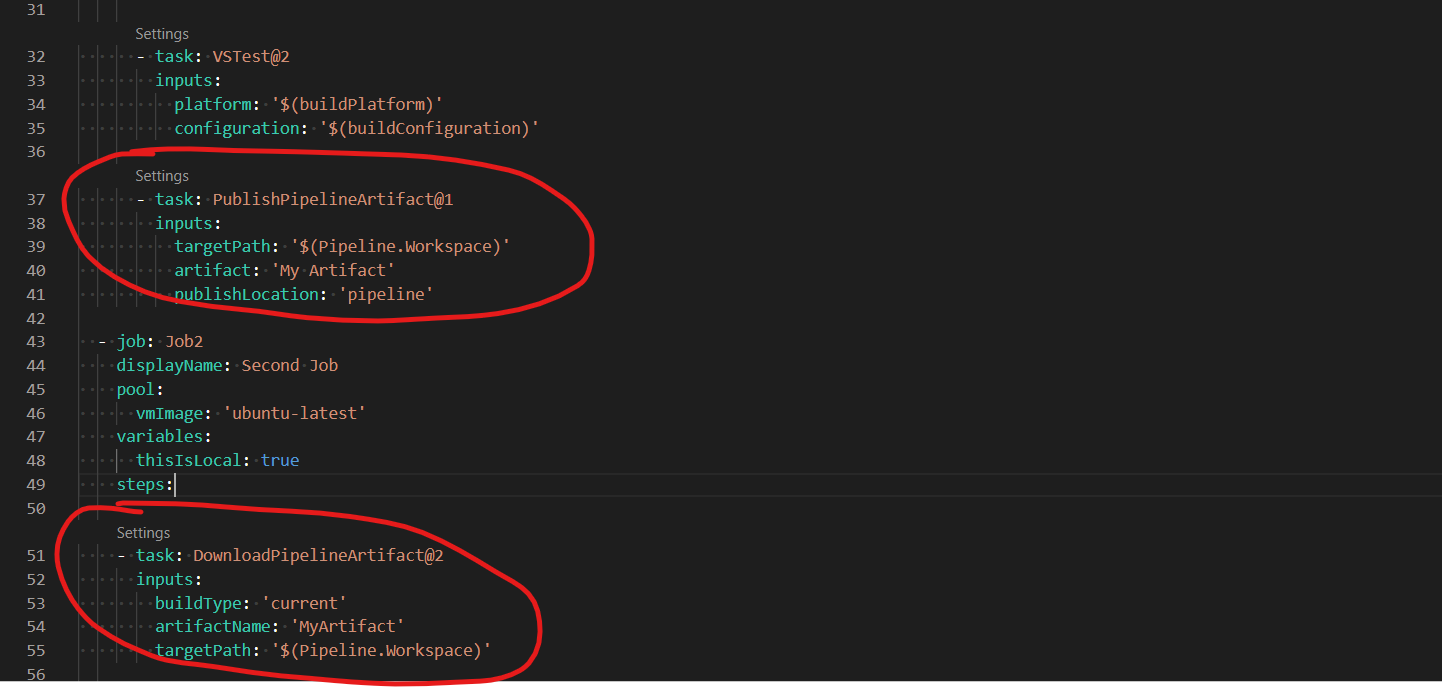 31
Settings
32 - task: VSTest@2
33 inputs:
34 platform: '$(buildPlatform)'
35 configuration: '$(buildConfiguration)'
36
Settings
37 - task: PublishPipelineArtifact@1
38 inputs:
39 targetPath: '$(Pipeline.Workspace)'
40 artifact: 'My Artifact'
41 publishLocation: 'pipeline'
42
43 - job: Job2
44 displayName: Second Job
45 pool:
46 vmImage: 'ubuntu-latest'
47 variables:
48 thisIsLocal: true
49 steps:
50
Settings
51 - task: DownloadPipelineArtifact@2
52 inputs:
53 buildType: 'current'
54 artifactName: 'MyArtifact'
55 targetPath: '$(Pipeline.Workspace)'
56